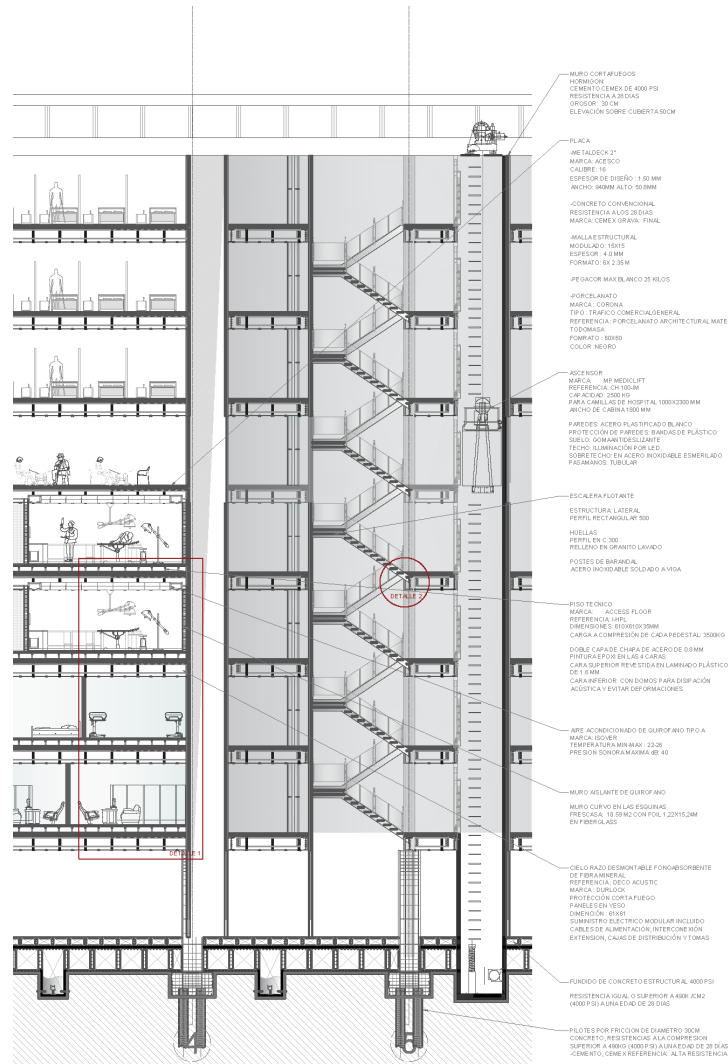 MURO CORTAFUEGOS
HORMIGON:
CEMENTO CEMEX DE 4000 PSI
RESISTENCIA A 28 DIAS
GROSOR: 30 CM
ELEVACIÓN SOBRE CUBIERTA 50CM
PLACA
-METALDECK 2"
MARCA: ACESCO
CALIBRE: 16
ESPESOR DE DISEÑO : 1.50 MM
ANCHO: 940MM ALTO: 50.8MM
-CONCRETO CONVENCIONAL
RESISTENCIA A LOS 28 DIAS
MARCA: CEMEX GRAVA: FINAL
-MALLA ESTRUCTURAL
MODULADO: 15X15
ESPESOR : 4.0 MM
FORMATO: 6X 2.35 M
-PEGACOR MAX BLANCO 25 KILOS
-PORCELANATO
MARCA : CORONA
TIPO : TRAFICO COMERCIALGENERAL
REFERENCIA : PORCELANATO ARCHITECTURAL MATE
TODOMASA
FOMRATO : 60X60
COLOR :NEGRO
ASCENSOR
MARCA: MP MEDICLIFT
REFERENCIA: CH 100-IM
CAPACIDAD: 2500 KG
PARA CAMILLAS DE HOSPITAL 1000X2300 MM
ANCHO DE CABINA 1800 MM
PAREDES: ACERO PLASTIFICADO BLANCO
PROTECCIÓN DE PAREDES: BANDAS DE PLÁSTICO
SUELO: GOMA ANTIDESLIZANTE
TECHO: ILUMINACIÓN POR LED.
SOBRETECHO: EN ACERO INOXIDABLE ESMERILADO
PASAMANOS: TUBULAR
ESCALERA FLOTANTE
ESTRUCTURA: LATERAL
PERFIL RECTANGULAR 500
HUELLAS
PERFIL EN C 300
RELLENO EN GRANITO LAVADO
POSTES DE BARANDAL
ACERO INOXIDABLE SOLDADO A VIGA
DETALLE 2
PISO TECNICO
MARCA: ACCESS FLOOR
REFERENCIA: I-HPL
DIMENSIONES: 610X610X35MM
CARGA A COMPRESIÓN DE CADA PEDESTAL: 3500KG
DOBLE CAPA DE CHAPA DE ACERO DE 0.8 MM
PINTURA EPOXI EN LAS 4 CARAS
CARA SUPERIOR REVESTIDA EN LAMINADO PLÁSTICO
DE 1.6 MM
CARA INFERIOR CON DOMOS PARA DISIPACIÓN
ACÚSTICA Y EVITAR DEFORMACIONES
AIRE ACONDICIONADO DE QUIROFANO TIPO A
MARCA: ISOVER
TEMPERATURA MIN-MAX : 22-26
PRESION SONORA MAXIMA dB: 40
MURO AISLANTE DE QUIROFANO
MURO CURVO EN LAS ESQUINAS
FRESCASA: 18.59 M2 CON FOIL 1,22X15,24M
EN FIBERGLASS
DETALLE 1
CIELO RAZO DESMONTABLE FONOABSORBENTE
DE FIBRA MINERAL
REFERENCIA : DECO ACUSTIC
MARCA : DURLOCK
PROTECCIÓN CORTAFUEGO
PANELES EN YESO
DIMENCIÓN : 61X61
SUMINISTRO ELECTRICO MODULAR INCLUIDO
CABLES DE ALIMENTACIÓN, INTERCONEXIÓN
EXTENSION, CAJAS DE DISTRIBUCIÓN Y TOMAS
FUNDIDO DE CONCRETO ESTRUCTURAL 4000 PSI
RESISTENCIA IGUAL O SUPERIOR A 490K /CM2
(4000 PSI) A UNA EDAD DE 28 DIAS
PILOTES POR FRICCION DE DIAMETRO 30CM
CONCRETO, RESISTENCIAS A LA COMPRESION
SUPERIOR A 490KG (4000 PSI) A UNA EDAD DE 28 DÍAS
-CEMENTO, CEMEX REFERENCIA: ALTA RESISTENCIA
4
5